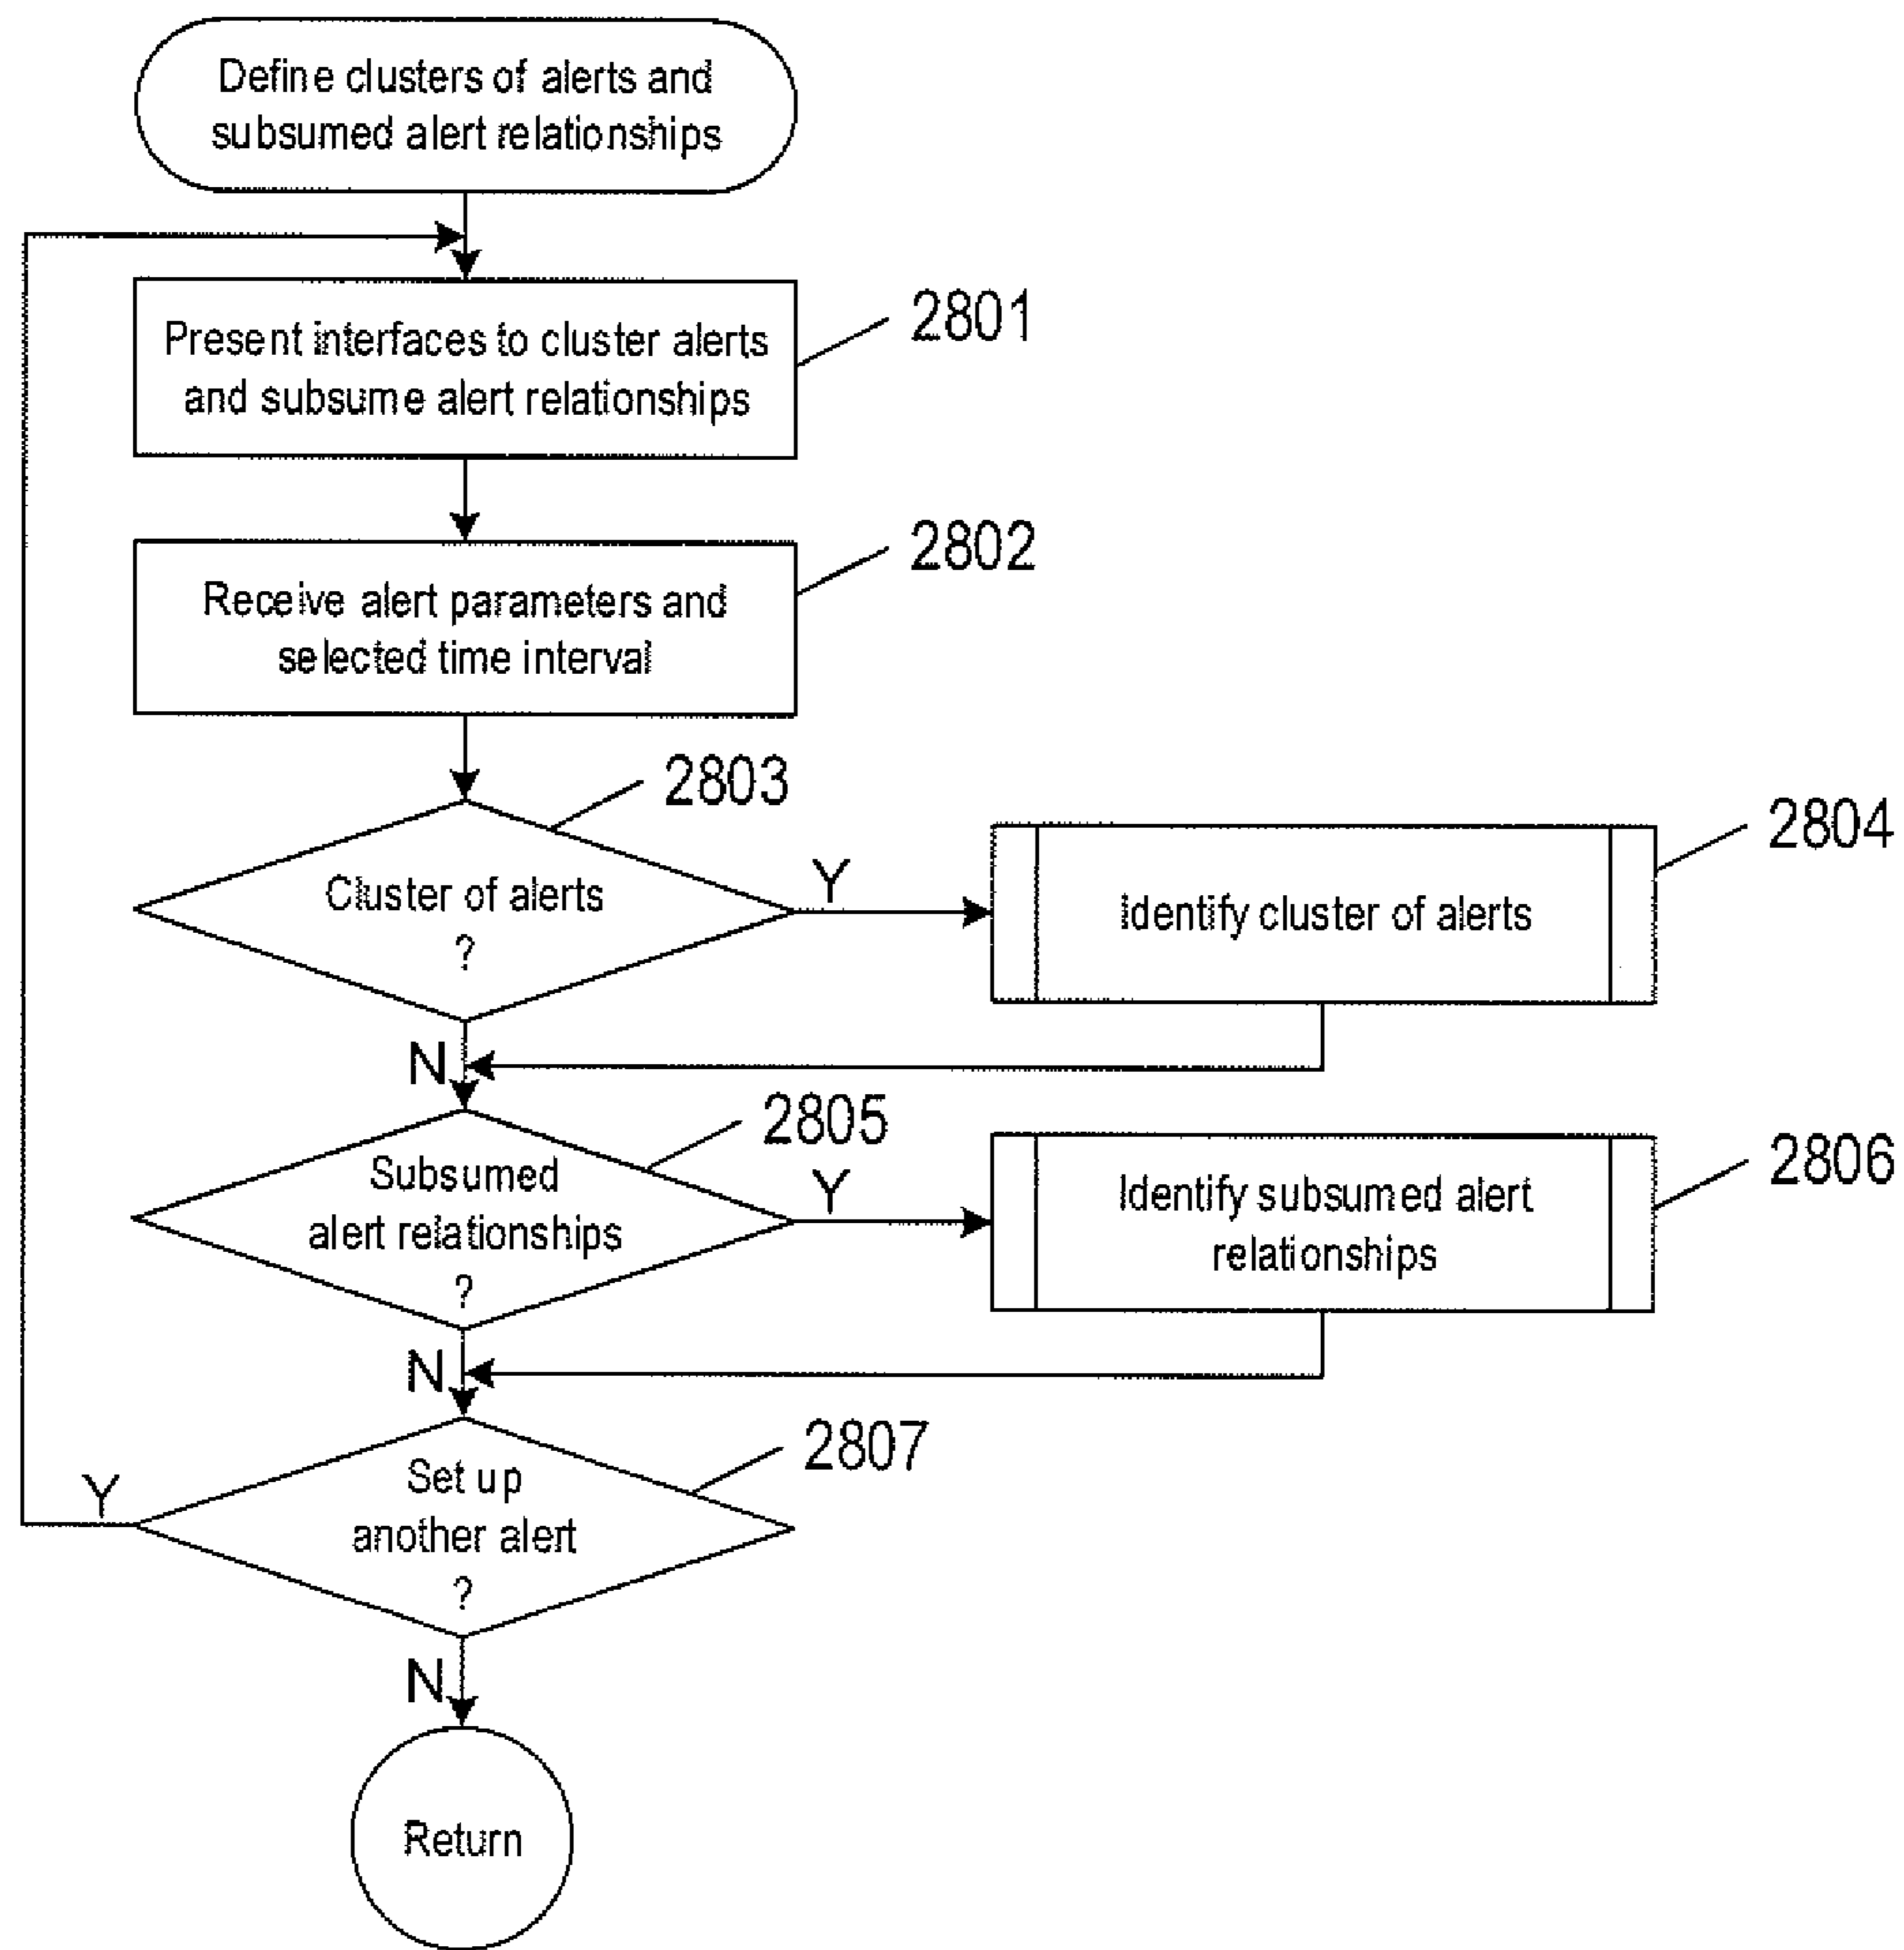 Define clusters of alerts and
subsumed alert relationships
Present interfaces to cluster alerts
and subsume alert relationships
2801
Receive alert parameters and
selected time interval
2802
Cluster of alerts
?
2803
Y
N
Identify cluster of alerts
2804
Subsumed
alert relationships
?
2805
Y
N
Identify subsumed alert
relationships
2806
Set up
another alert
?
2807
Y
N
Return